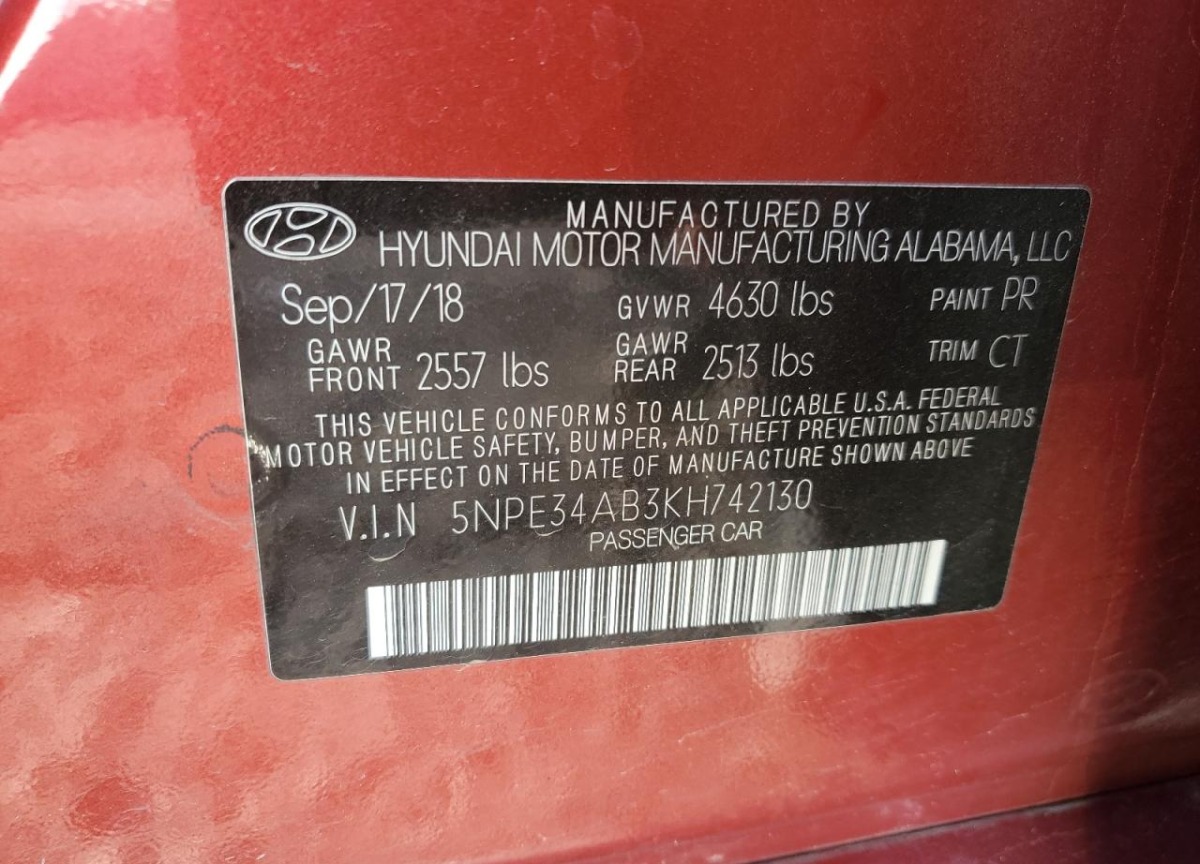 MANUFACTURED BY
HYUNDAI MOTOR MANUFACTURING ALABAMA, LLC
Sep/17/18 GVWR 4630 lbs PAINT PR
GAWR FRONT 2557 lbs GAWR REAR 2513 lbs TRIM CT
THIS VEHICLE CONFORMS TO ALL APPLICABLE U.S.A. FEDERAL
MOTOR VEHICLE SAFETY, BUMPER, AND THEFT PREVENTION STANDARDS
IN EFFECT ON THE DATE OF MANUFACTURE SHOWN ABOVE
V.I.N 5NPE34AB3KH742130
PASSENGER CAR